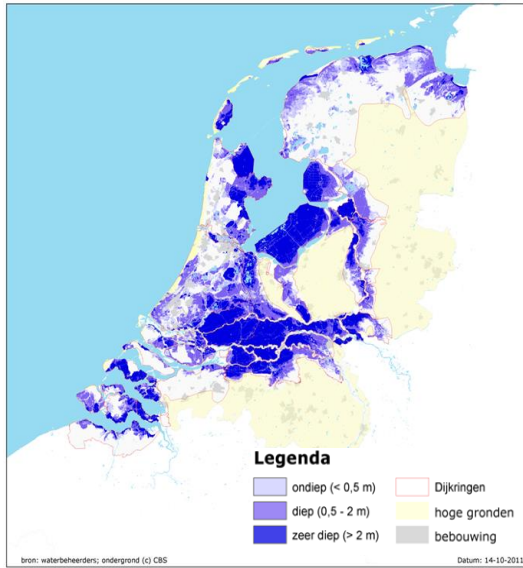 Legenda
ondiep (< 0,5 m)
diep (0,5 - 2 m)
zeer diep (> 2 m)
Dijkringen
hoge gronden
bebouwing
bron: waterbeheerders; ondergrond (c) CBS
Datum: 14-10-2011